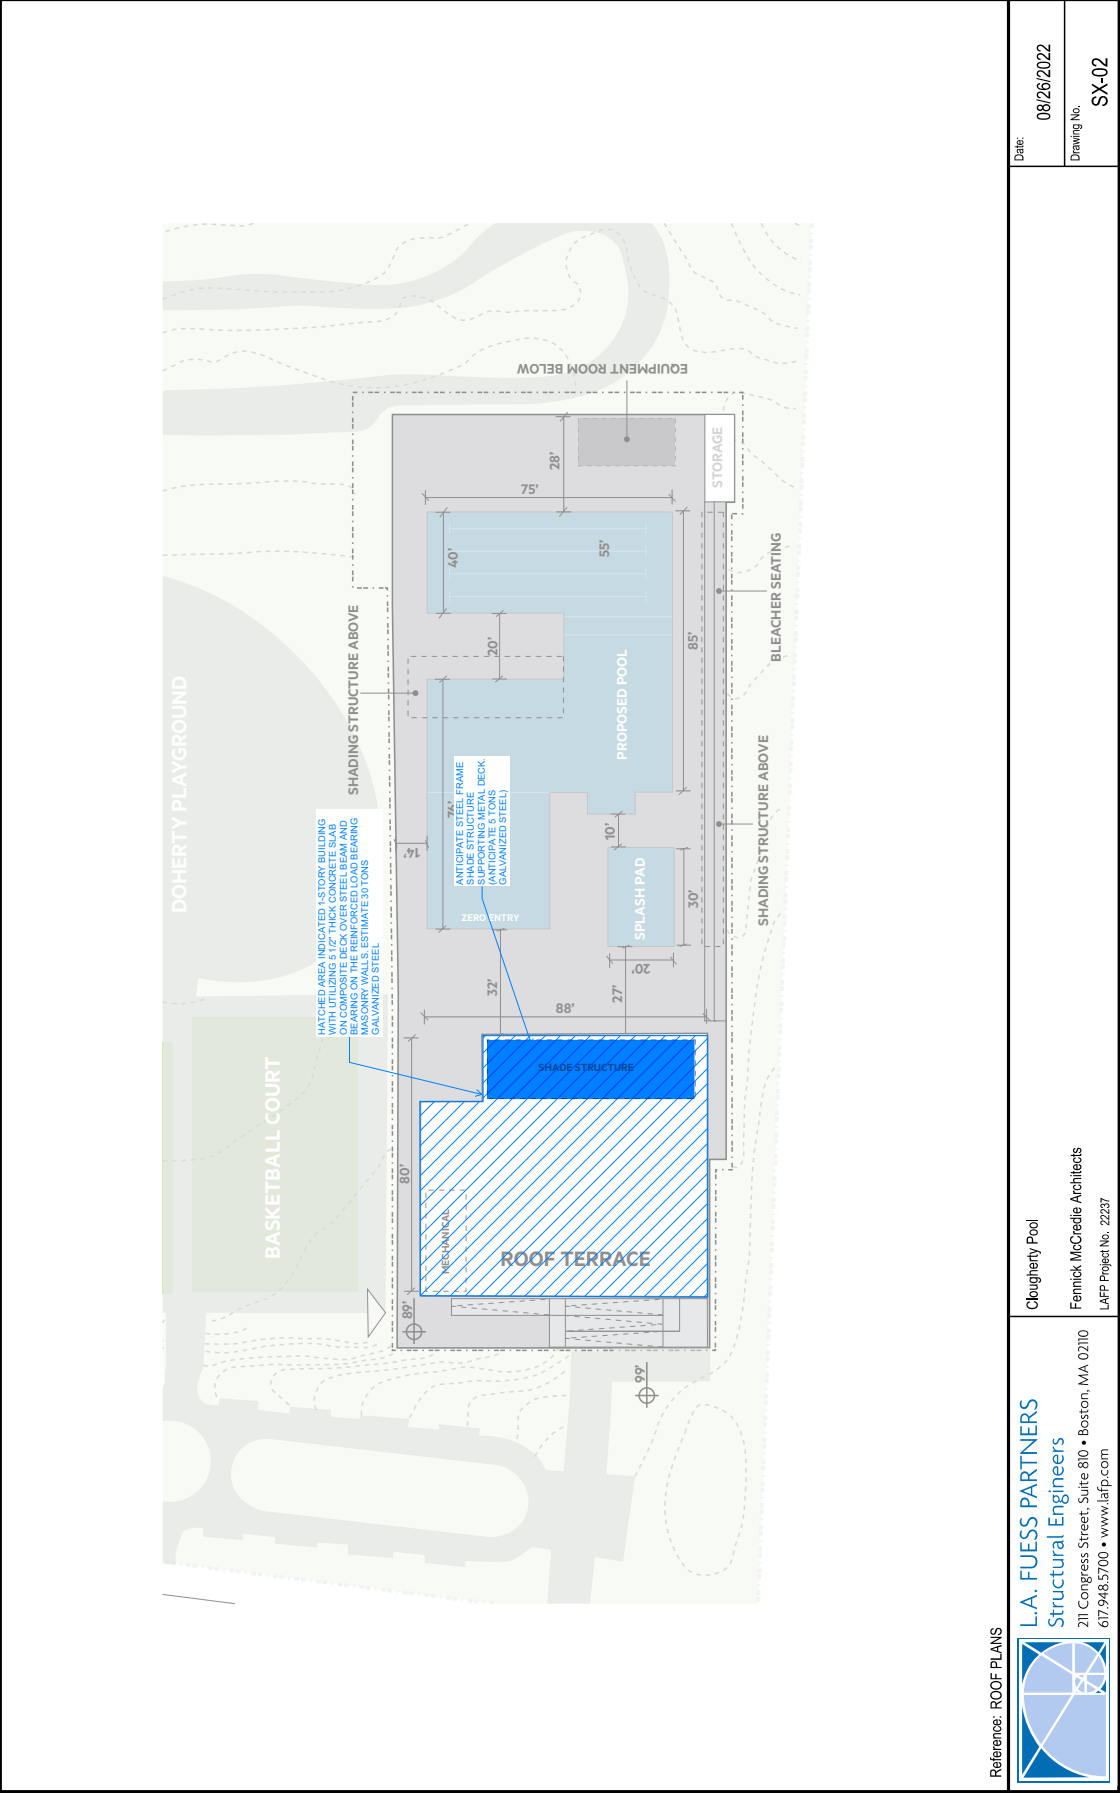 DOHERTY PLAYGROUND
BASKETBALL COURT
HATCHED AREA INDICATED 1-STORY BUILDING
WITH UTILIZING 5 1/2" THICK CONCRETE SLAB
ON COMPOSITE DECK OVER STEEL BEAM AND
BEARING ON THE REINFORCED LOAD BEARING
MASONRY WALLS. ESTIMATE 30 TONS
GALVANIZED STEEL
SHADING STRUCTURE ABOVE
ANTICIPATE STEEL FRAME
SHADE STRUCTURE
SUPPORTING METAL DECK.
(ANTICIPATE 5 TONS
GALVANIZED STEEL)
EQUIPMENT ROOM BELOW
STORAGE
28'
75'
40'
55'
20'
85'
PROPOSED POOL
76'
14'
10'
ZERO ENTRY
SPLASH PAD
30'
20'
32'
27'
88'
80'
89'
99'
SHADE STRUCTURE
MECHANICAL
ROOF TERRACE
BLEACHER SEATING
SHADING STRUCTURE ABOVE
Reference: ROOF PLANS
L.A. FUESS PARTNERS
Structural Engineers
211 Congress Street, Suite 810 • Boston, MA 02110
617.948.5700 • www.lafp.com
Clougherty Pool
Fennick McCredie Architects
LAFP Project No. 22237
Date:
08/26/2022
Drawing No.
SX-02